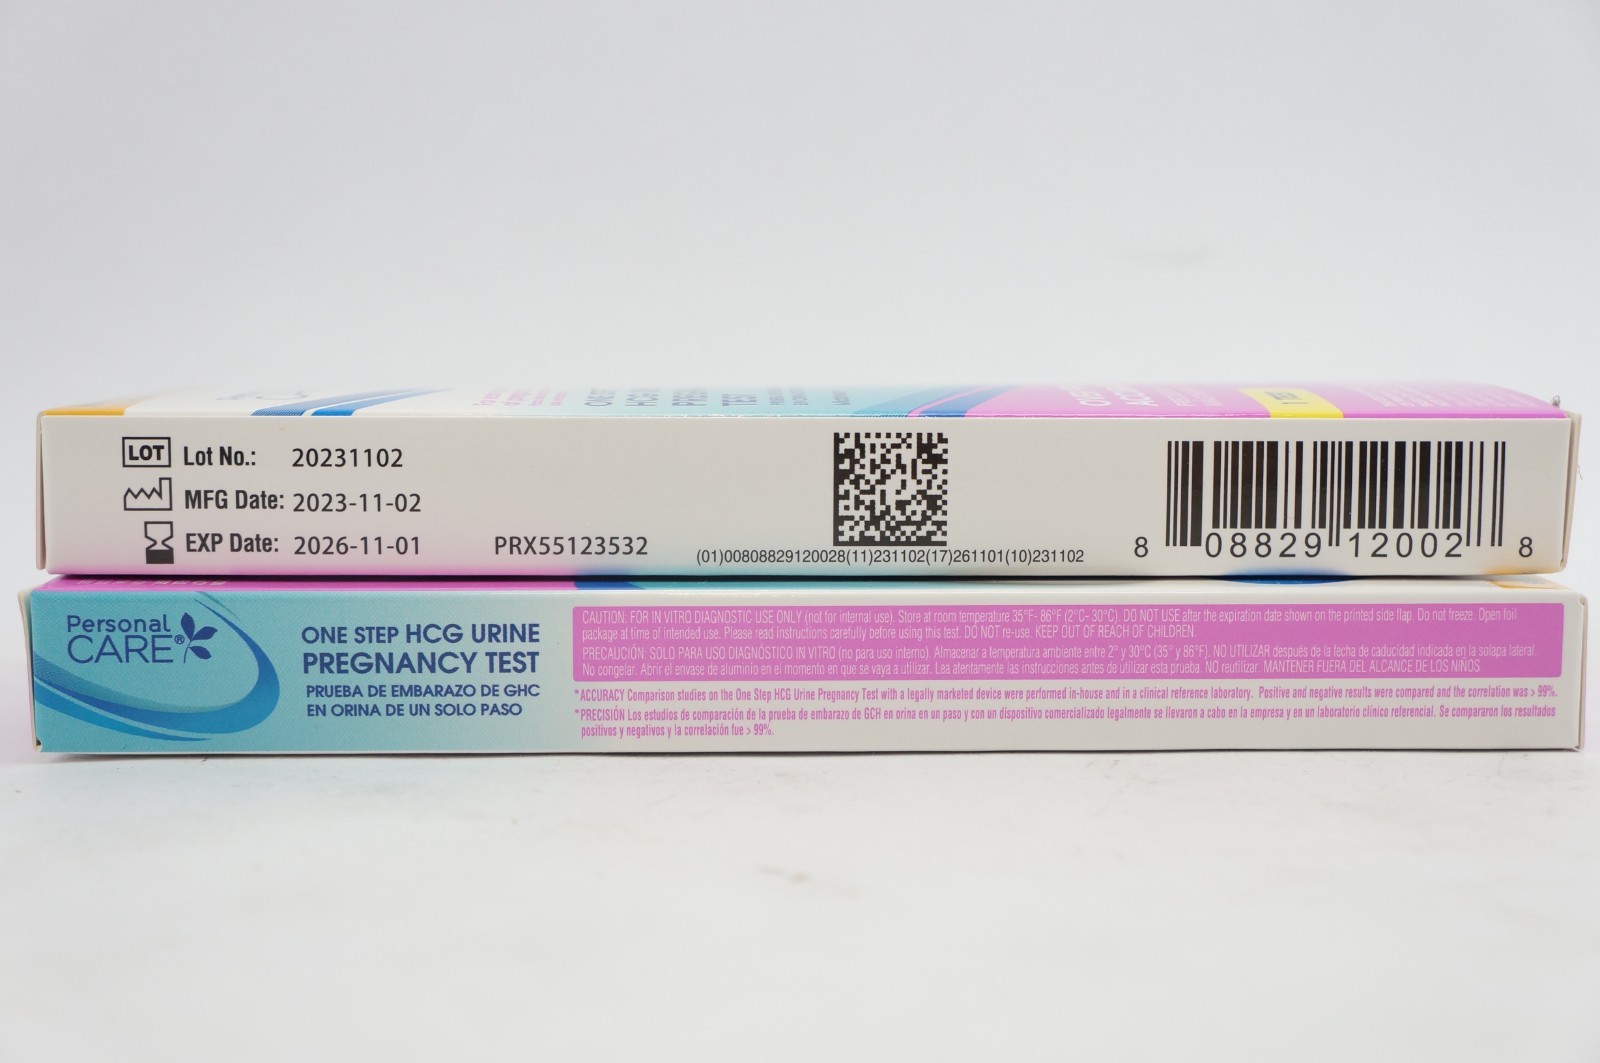 LOT Lot No.: 20231102
MFG Date: 2023-11-02
EXP Date: 2026-11-01
PRX55123532
(01)00808829120028(11)231102(17)261101(10)231102
8 08829 12002 8
Personal
CARE®
ONE STEP HCG URINE
PREGNANCY TEST
PRUEBA DE EMBARAZO DE GHC
EN ORINA DE UN SOLO PASO
CAUTION: FOR IN VITRO DIAGNOSTIC USE ONLY (not for internal use). Store at room temperature 35°F- 86°F (2°C- 30°C). DO NOT USE after the expiration date shown on the printed side flap. Do not freeze. Open foil
package at time of intended use. Please read instructions carefully before using this test. DO NOT re-use. KEEP OUT OF REACH OF CHILDREN.
PRECAUCIÓN: SOLO PARA USO DIAGNÓSTICO IN VITRO (no para uso interno). Almacenar a temperatura ambiente entre 2° y 30°C (35° y 86°F). NO UTILIZAR después de la fecha de caducidad indicada en la solapa lateral.
No congelar. Abrir el envase de aluminio en el momento en que se vaya a utilizar. Lea atentamente las instrucciones antes de utilizar esta prueba. NO reutilizar. MANTENER FUERA DEL ALCANCE DE LOS NIÑOS
*ACCURACY Comparison studies on the One Step HCG Urine Pregnancy Test with a legally marketed device were performed in-house and in a clinical reference laboratory. Positive and negative results were compared and the correlation was > 99%.
*PRECISIÓN Los estudios de comparación de la prueba de embarazo de GCH en orina en un paso y con un dispositivo comercializado legalmente se llevaron a cabo en la empresa y en un laboratorio clínico referencial. Se compararon los resultados
positivos y negativos y la correlación fue > 99%.